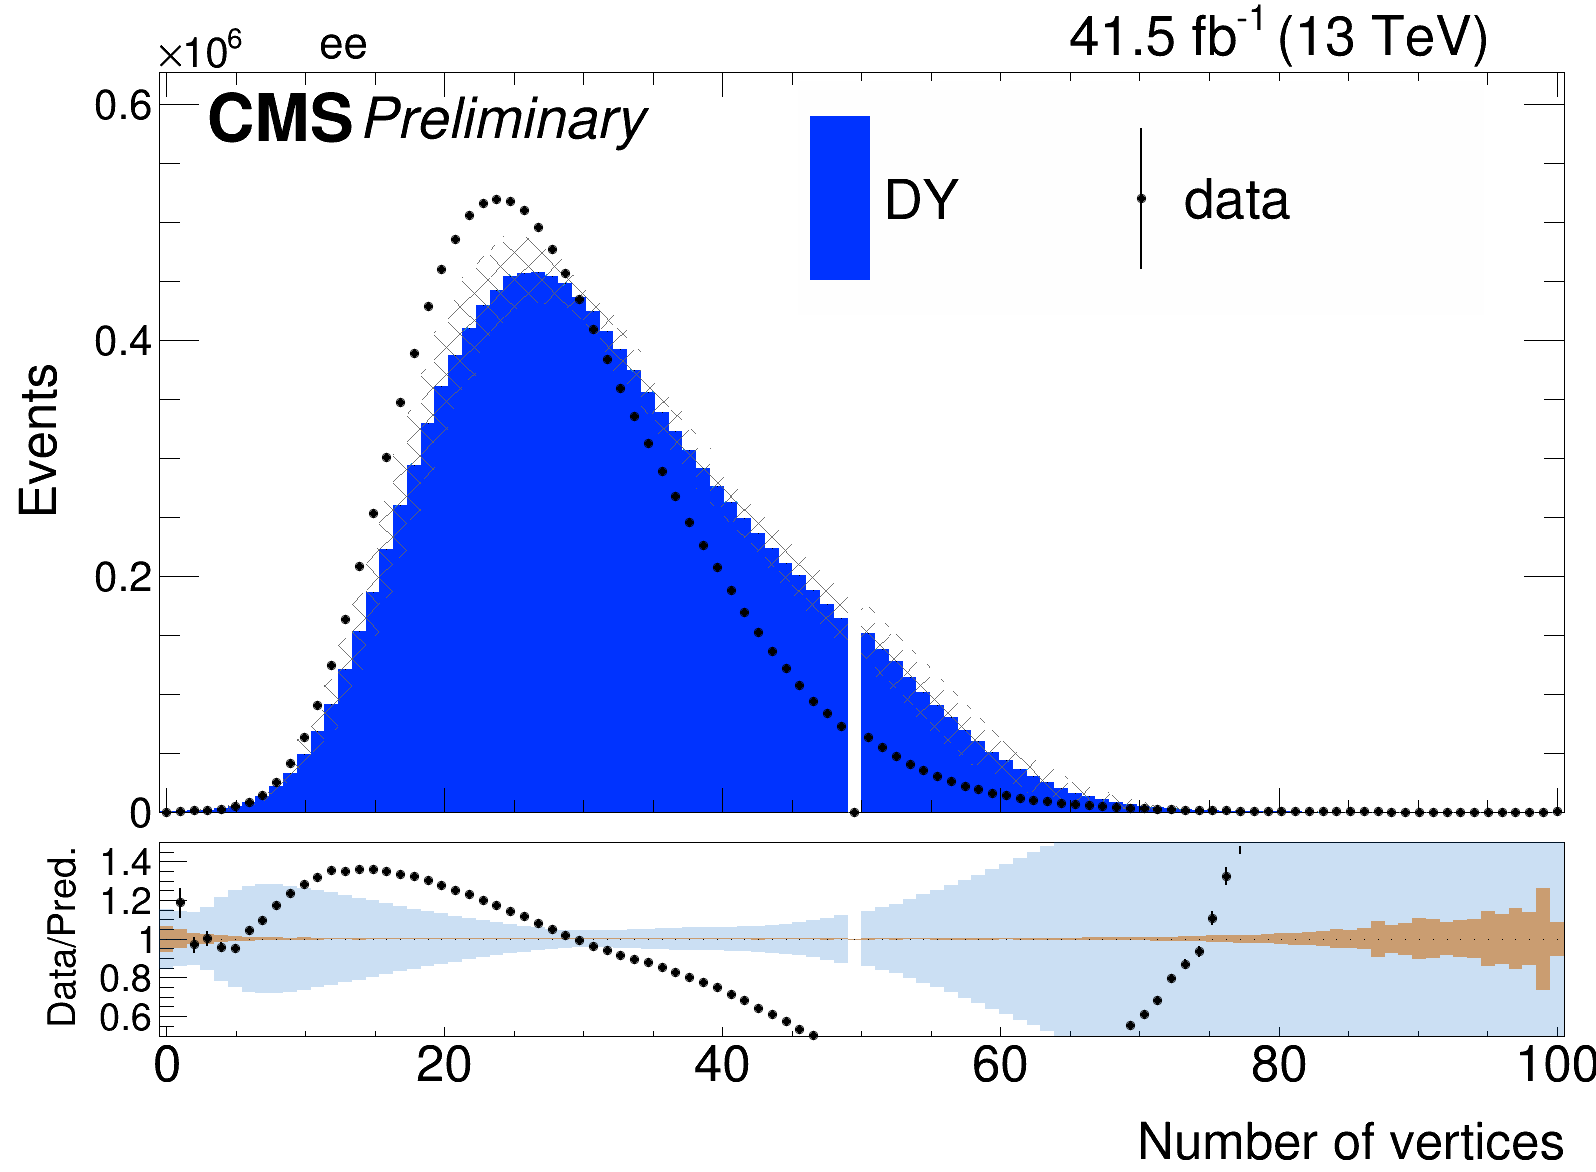 ×10⁶ ee 41.5 fb⁻¹ (13 TeV)
CMS Preliminary
DY data
Events
0.6
0.4
0.2
0
Data/Pred.
1.4
1.2
1
0.8
0.6
0 20 40 60 80 100
Number of vertices